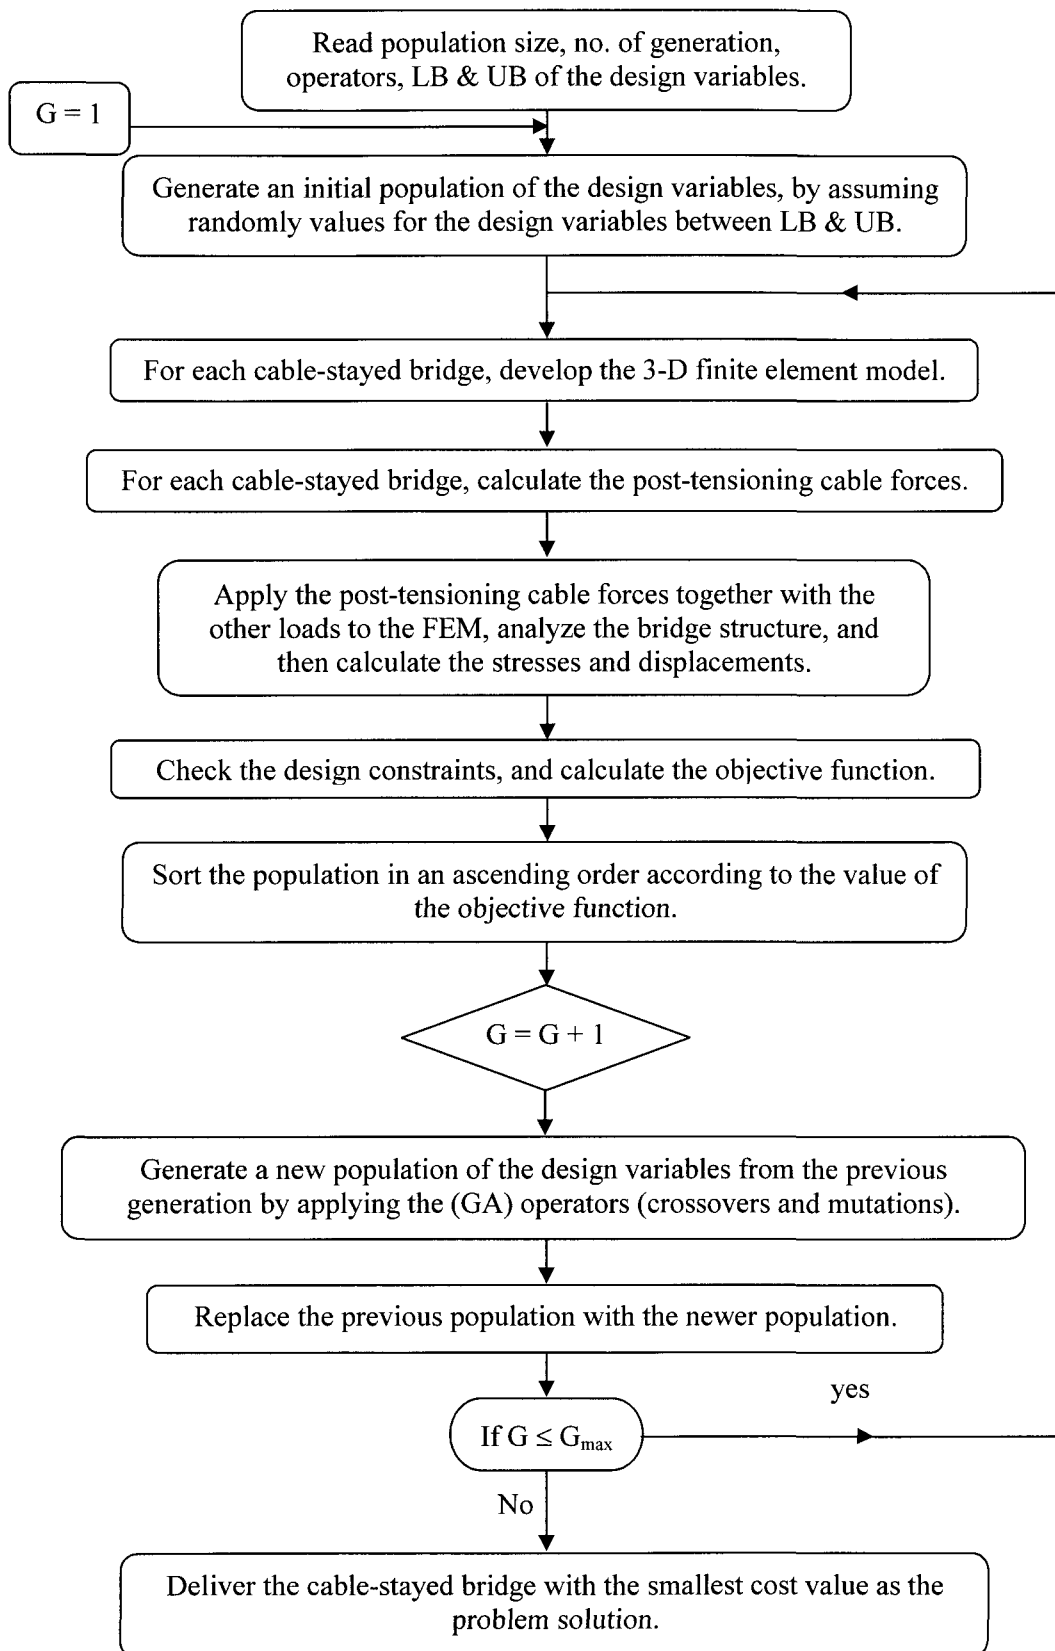 Read population size, no. of generation,
operators, LB & UB of the design variables.
G = 1
Generate an initial population of the design variables, by assuming
randomly values for the design variables between LB & UB.
For each cable-stayed bridge, develop the 3-D finite element model.
For each cable-stayed bridge, calculate the post-tensioning cable forces.
Apply the post-tensioning cable forces together with the
other loads to the FEM, analyze the bridge structure, and
then calculate the stresses and displacements.
Check the design constraints, and calculate the objective function.
Sort the population in an ascending order according to the value of
the objective function.
G = G + 1
Generate a new population of the design variables from the previous
generation by applying the (GA) operators (crossovers and mutations).
Replace the previous population with the newer population.
yes
If G ≤ Gmax
No
Deliver the cable-stayed bridge with the smallest cost value as the
problem solution.